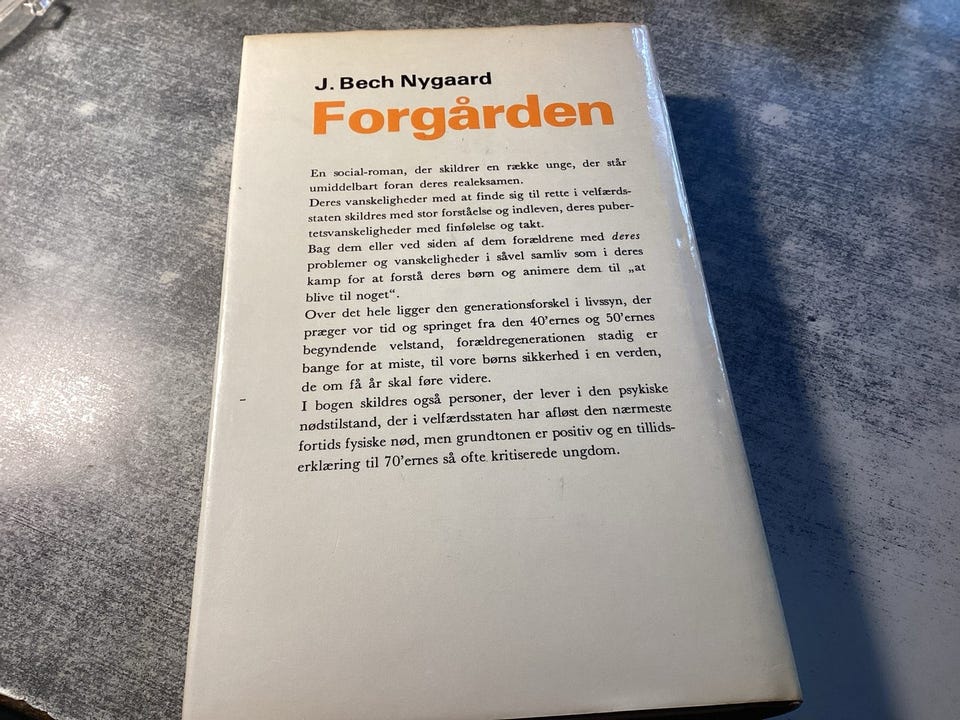 J. Bech Nygaard
Forgården
En social-roman, der skildrer en række unge, der står
umiddelbart foran deres realeksamen.
Deres vanskeligheder med at finde sig til rette i velfærds-
staten skildres med stor forståelse og indleven, deres puber-
tetsvanskeligheder med finfølelse og takt.
Bag dem eller ved siden af dem forældrene med deres
problemer og vanskeligheder i såvel samliv som i deres
kamp for at forstå deres børn og animere dem til „at
blive til noget“.
Over det hele ligger den generationsforskel i livssyn, der
præger vor tid og springet fra den 40'ernes og 50'ernes
begyndende velstand, forældregenerationen stadig er
bange for at miste, til vore børns sikkerhed i en verden,
de om få år skal føre videre.
I bogen skildres også personer, der lever i den psykiske
nødstilstand, der i velfærdsstaten har afløst den nærmeste
fortids fysiske nød, men grundtonen er positiv og en tillids-
erklæring til 70'ernes så ofte kritiserede ungdom.